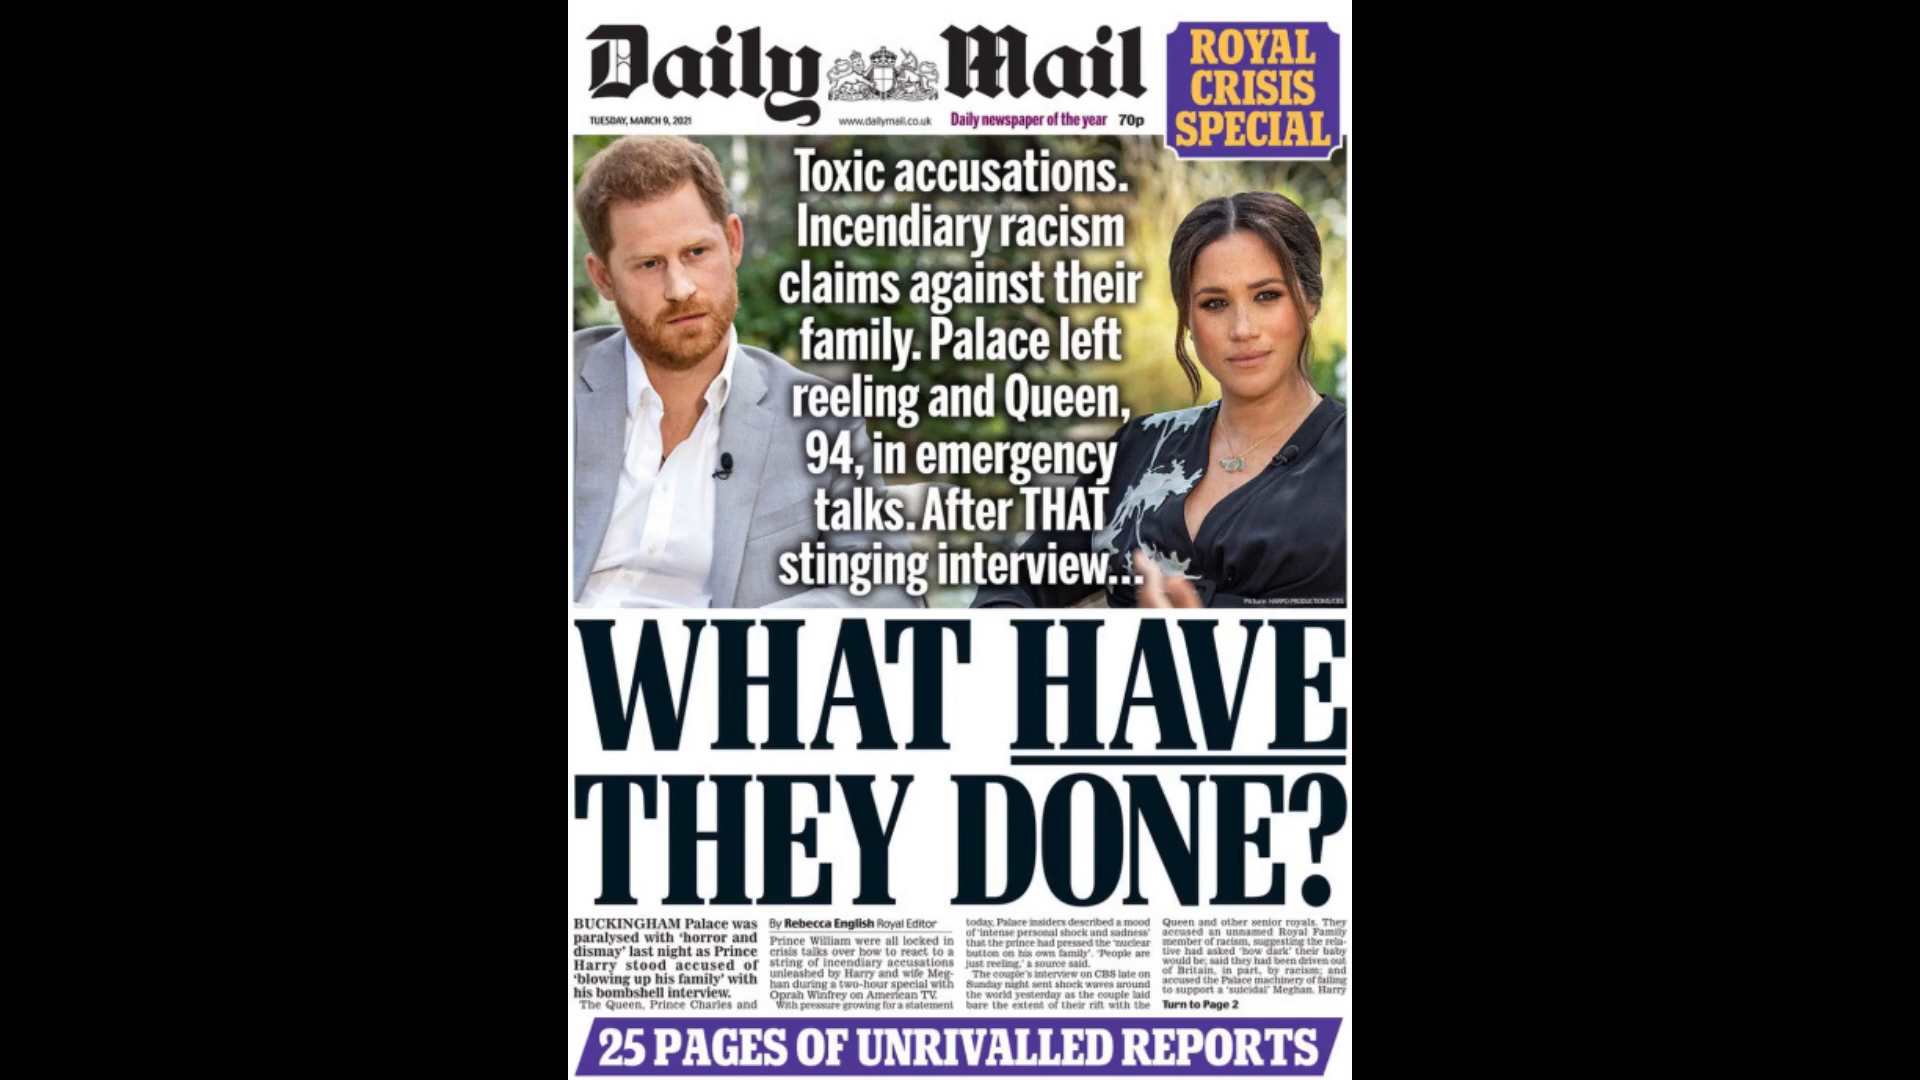 Daily Mail
ROYAL
CRISIS
SPECIAL
TUESDAY, MARCH 9, 2021
www.dailymail.co.uk
Daily newspaper of the year
70p
Toxic accusations.
Incendiary racism
claims against their
family. Palace left
reeling and Queen,
94, in emergency
talks. After THAT
stinging interview...
Picture: HARPO PRODUCTIONS/CBS
WHAT HAVE
THEY DONE?
BUCKINGHAM Palace was
paralysed with ‘horror and
dismay’ last night as Prince
Harry stood accused of
‘blowing up his family’ with
his bombshell interview.
The Queen, Prince Charles and
By Rebecca English Royal Editor
Prince William were all locked in
crisis talks over how to react to a
string of incendiary accusations
unleashed by Harry and wife Meg-
han during a two-hour special with
Oprah Winfrey on American TV.
With pressure growing for a statement
today, Palace insiders described a mood
of ‘intense personal shock and sadness’
that the prince had pressed the ‘nuclear
button on his own family’. ‘People are
just reeling,’ a source said.
The couple’s interview on CBS late on
Sunday night sent shock waves around
the world yesterday as the couple laid
bare the extent of their rift with the
Queen and other senior royals. They
accused an unnamed Royal Family
member of racism, suggesting the rela-
tive had asked ‘how dark’ their baby
would be; said they had been driven out
of Britain, in part, by racism; and
accused the Palace machinery of failing
to support a ‘suicidal’ Meghan. Harry
Turn to Page 2
25 PAGES OF UNRIVALLED REPORTS